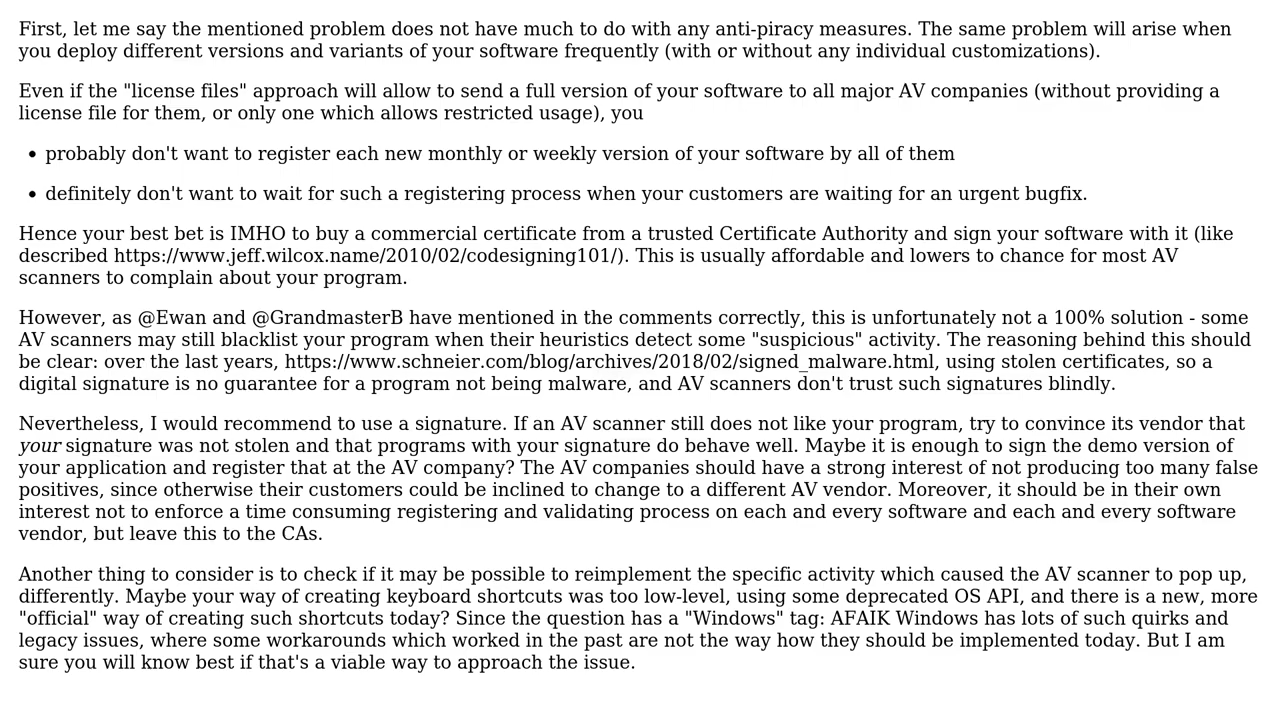 First, let me say the mentioned problem does not have much to do with any anti-piracy measures. The same problem will arise when
you deploy different versions and variants of your software frequently (with or without any individual customizations).
Even if the "license files" approach will allow to send a full version of your software to all major AV companies (without providing a
license file for them, or only one which allows restricted usage), you
• probably don't want to register each new monthly or weekly version of your software by all of them
• definitely don't want to wait for such a registering process when your customers are waiting for an urgent bugfix.
Hence your best bet is IMHO to buy a commercial certificate from a trusted Certificate Authority and sign your software with it (like
described https://www.jeff.wilcox.name/2010/02/codesigning101/). This is usually affordable and lowers to chance for most AV
scanners to complain about your program.
However, as @Ewan and @GrandmasterB have mentioned in the comments correctly, this is unfortunately not a 100% solution - some
AV scanners may still blacklist your program when their heuristics detect some "suspicious" activity. The reasoning behind this should
be clear: over the last years, https://www.schneier.com/blog/archives/2018/02/signed_malware.html, using stolen certificates, so a
digital signature is no guarantee for a program not being malware, and AV scanners don't trust such signatures blindly.
Nevertheless, I would recommend to use a signature. If an AV scanner still does not like your program, try to convince its vendor that
your signature was not stolen and that programs with your signature do behave well. Maybe it is enough to sign the demo version of
your application and register that at the AV company? The AV companies should have a strong interest of not producing too many false
positives, since otherwise their customers could be inclined to change to a different AV vendor. Moreover, it should be in their own
interest not to enforce a time consuming registering and validating process on each and every software and each and every software
vendor, but leave this to the CAs.
Another thing to consider is to check if it may be possible to reimplement the specific activity which caused the AV scanner to pop up,
differently. Maybe your way of creating keyboard shortcuts was too low-level, using some deprecated OS API, and there is a new, more
"official" way of creating such shortcuts today? Since the question has a "Windows" tag: AFAIK Windows has lots of such quirks and
legacy issues, where some workarounds which worked in the past are not the way how they should be implemented today. But I am
sure you will know best if that's a viable way to approach the issue.